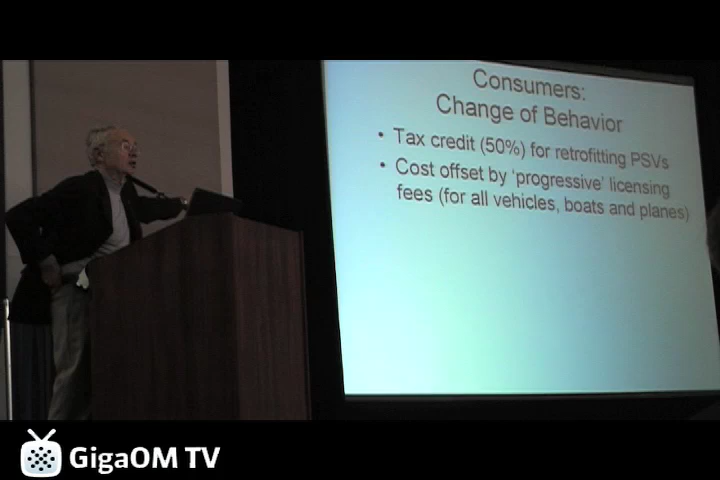 Consumers:
Change of Behavior
• Tax credit (50%) for retrofitting PSVs
• Cost offset by 'progressive' licensing
fees (for all vehicles, boats and planes)
GigaOM TV